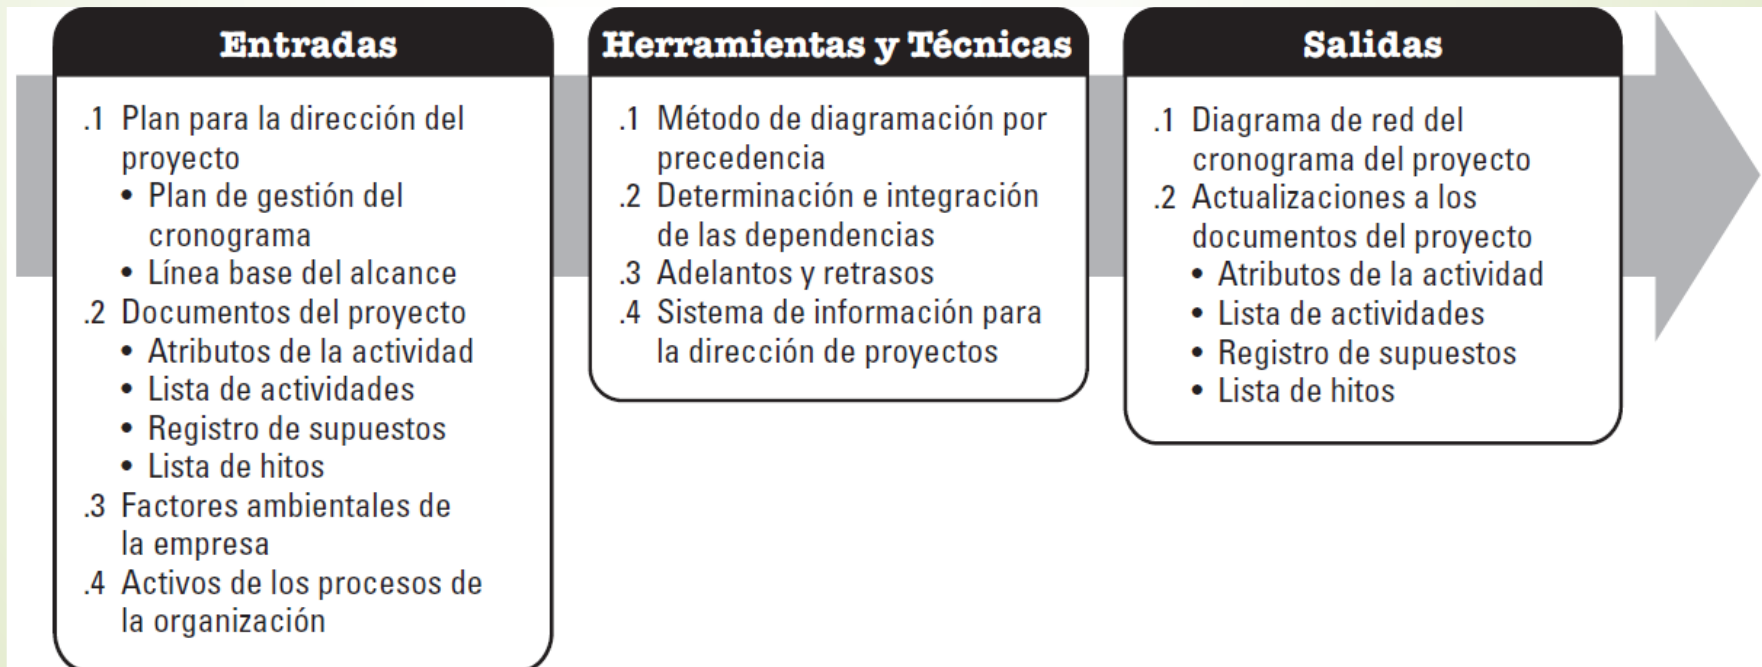 Entradas
.1 Plan para la dirección del
proyecto
• Plan de gestión del
cronograma
• Línea base del alcance
.2 Documentos del proyecto
• Atributos de la actividad
• Lista de actividades
• Registro de supuestos
• Lista de hitos
.3 Factores ambientales de
la empresa
.4 Activos de los procesos de
la organización
Herramientas y Técnicas
.1 Método de diagramación por
precedencia
.2 Determinación e integración
de las dependencias
.3 Adelantos y retrasos
.4 Sistema de información para
la dirección de proyectos
Salidas
.1 Diagrama de red del
cronograma del proyecto
.2 Actualizaciones a los
documentos del proyecto
• Atributos de la actividad
• Lista de actividades
• Registro de supuestos
• Lista de hitos